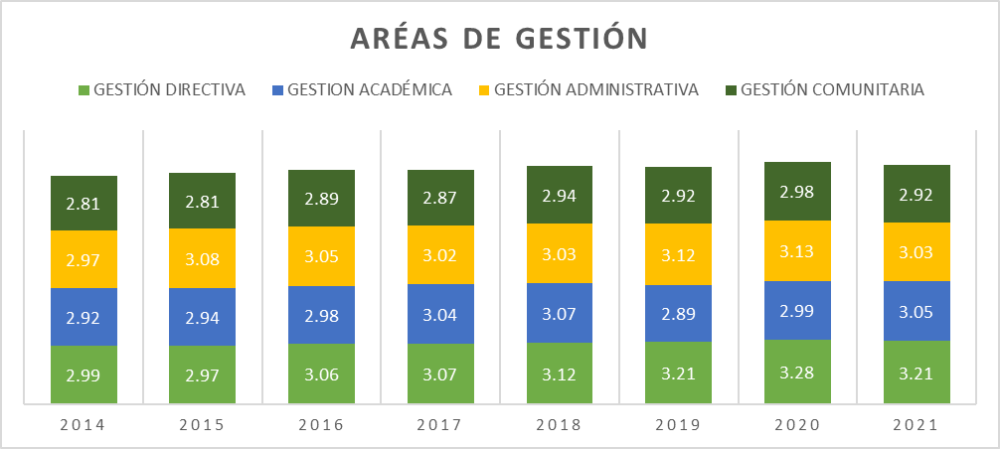 ARÉAS DE GESTIÓN
GESTIÓN DIRECTIVA GESTION ACADÉMICA GESTIÓN ADMINISTRATIVA GESTIÓN COMUNITARIA
2.81 2.81 2.89 2.87 2.94 2.92 2.98 2.92
2.97 3.08 3.05 3.02 3.03 3.12 3.13 3.03
2.92 2.94 2.98 3.04 3.07 2.89 2.99 3.05
2.99 2.97 3.06 3.07 3.12 3.21 3.28 3.21
2014 2015 2016 2017 2018 2019 2020 2021